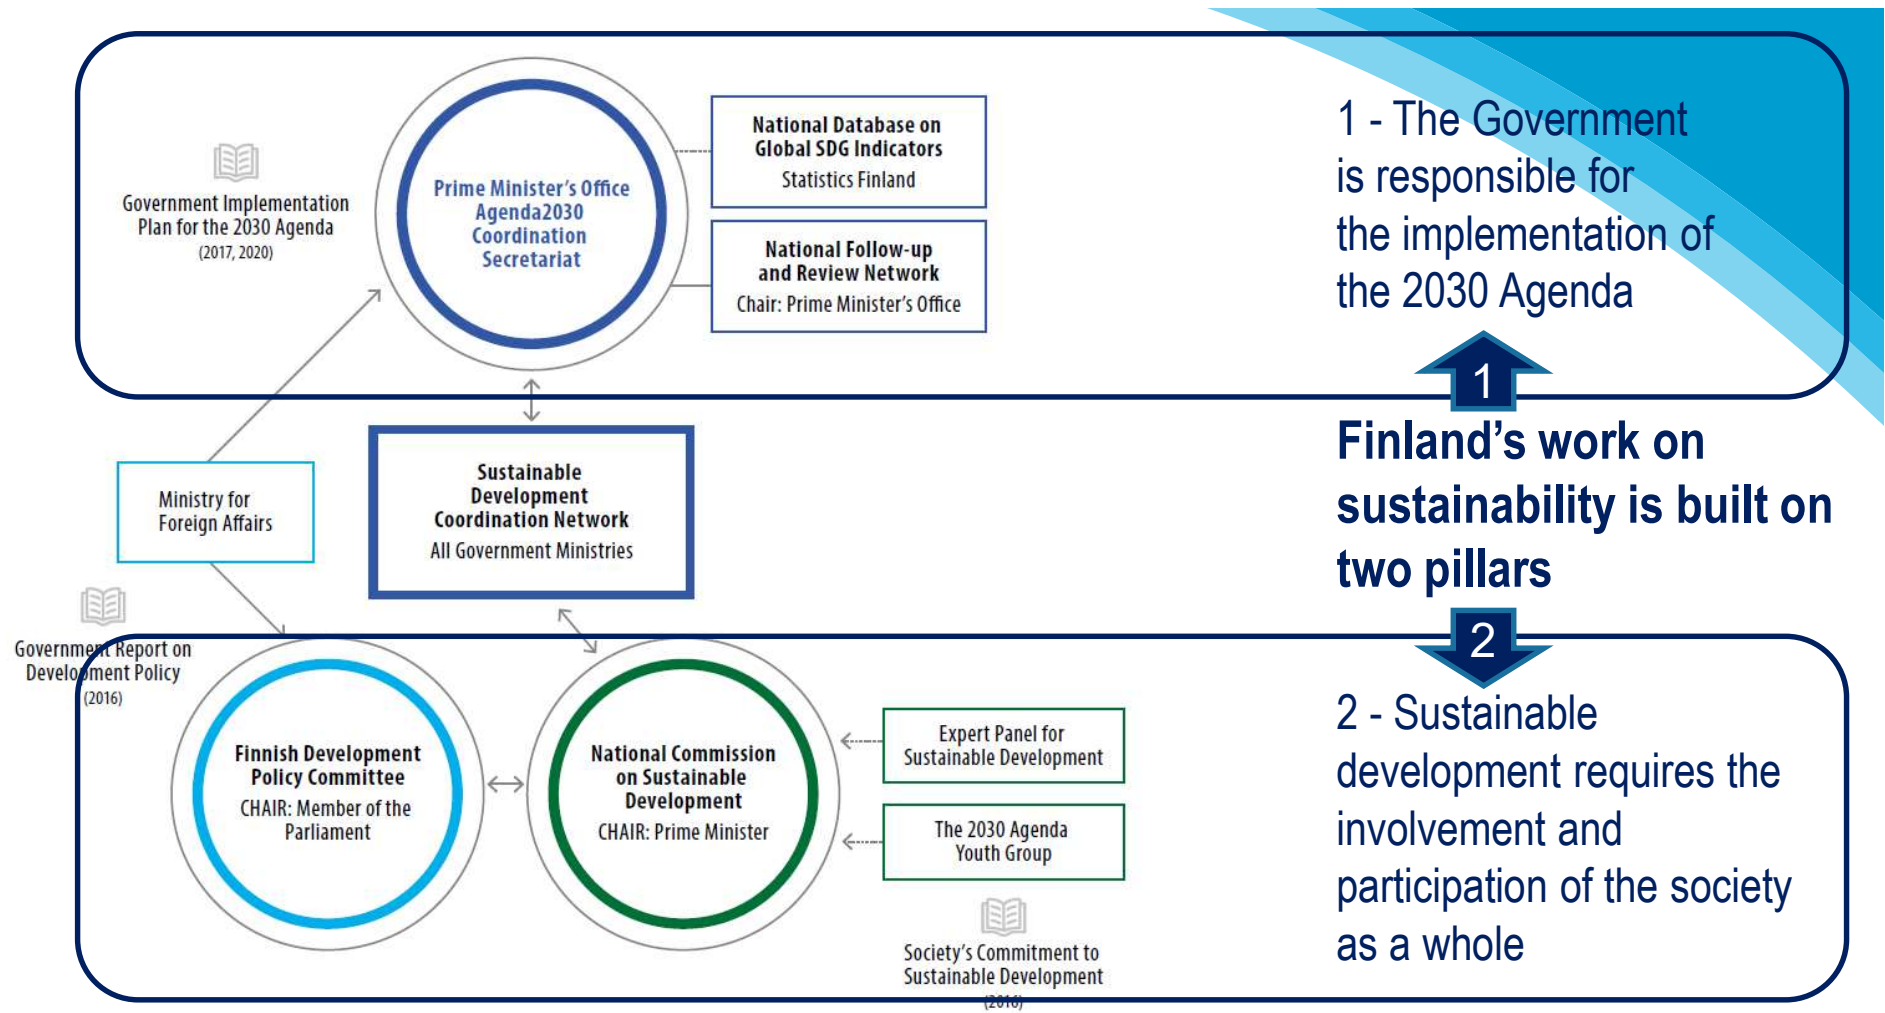 National Database on
Global SDG Indicators
Statistics Finland
Government Implementation
Plan for the 2030 Agenda
(2017, 2020)
Prime Minister's Office
Agenda2030
Coordination
Secretariat
National Follow-up
and Review Network
Chair: Prime Minister's Office
1 - The Government
is responsible for
the implementation of
the 2030 Agenda
1
Finland's work on
sustainability is built on
two pillars
2
Ministry for
Foreign Affairs
Sustainable
Development
Coordination Network
All Government Ministries
Government Report on
Development Policy
(2016)
Finnish Development
Policy Committee
CHAIR: Member of the
Parliament
National Commission
on Sustainable
Development
CHAIR: Prime Minister
Expert Panel for
Sustainable Development
The 2030 Agenda
Youth Group
Society's Commitment to
Sustainable Development
(2016)
2 - Sustainable
development requires the
involvement and
participation of the society
as a whole